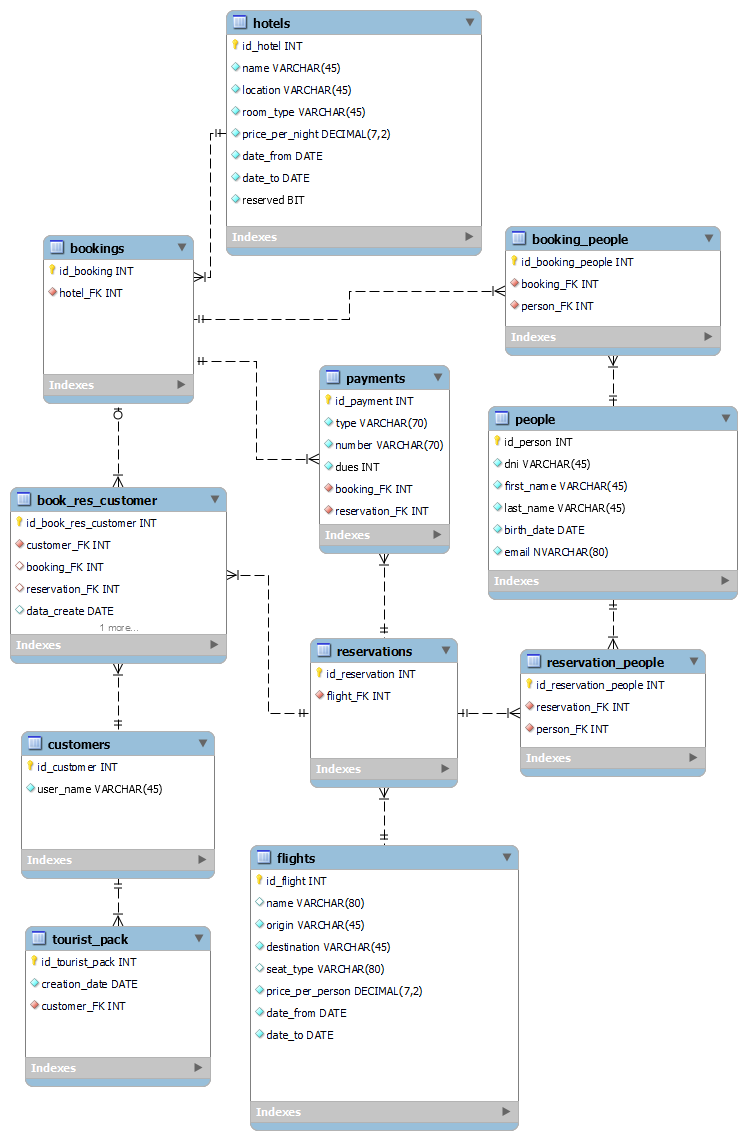 hotels
id_hotel INT
name VARCHAR(45)
location VARCHAR(45)
room_type VARCHAR(45)
price_per_night DECIMAL(7,2)
date_from DATE
date_to DATE
reserved BIT
Indexes
bookings
id_booking INT
hotel_FK INT
Indexes
booking_people
id_booking_people INT
booking_FK INT
person_FK INT
Indexes
payments
id_payment INT
type VARCHAR(70)
number VARCHAR(70)
dues INT
booking_FK INT
reservation_FK INT
Indexes
people
id_person INT
dni VARCHAR(45)
first_name VARCHAR(45)
last_name VARCHAR(45)
birth_date DATE
email NVARCHAR(80)
Indexes
book_res_customer
id_book_res_customer INT
customer_FK INT
booking_FK INT
reservation_FK INT
data_create DATE
1 more...
Indexes
reservations
id_reservation INT
flight_FK INT
Indexes
reservation_people
id_reservation_people INT
reservation_FK INT
person_FK INT
Indexes
customers
id_customer INT
user_name VARCHAR(45)
Indexes
flights
id_flight INT
name VARCHAR(80)
origin VARCHAR(45)
destination VARCHAR(45)
seat_type VARCHAR(80)
price_per_person DECIMAL(7,2)
date_from DATE
date_to DATE
Indexes
tourist_pack
id_tourist_pack INT
creation_date DATE
customer_FK INT
Indexes